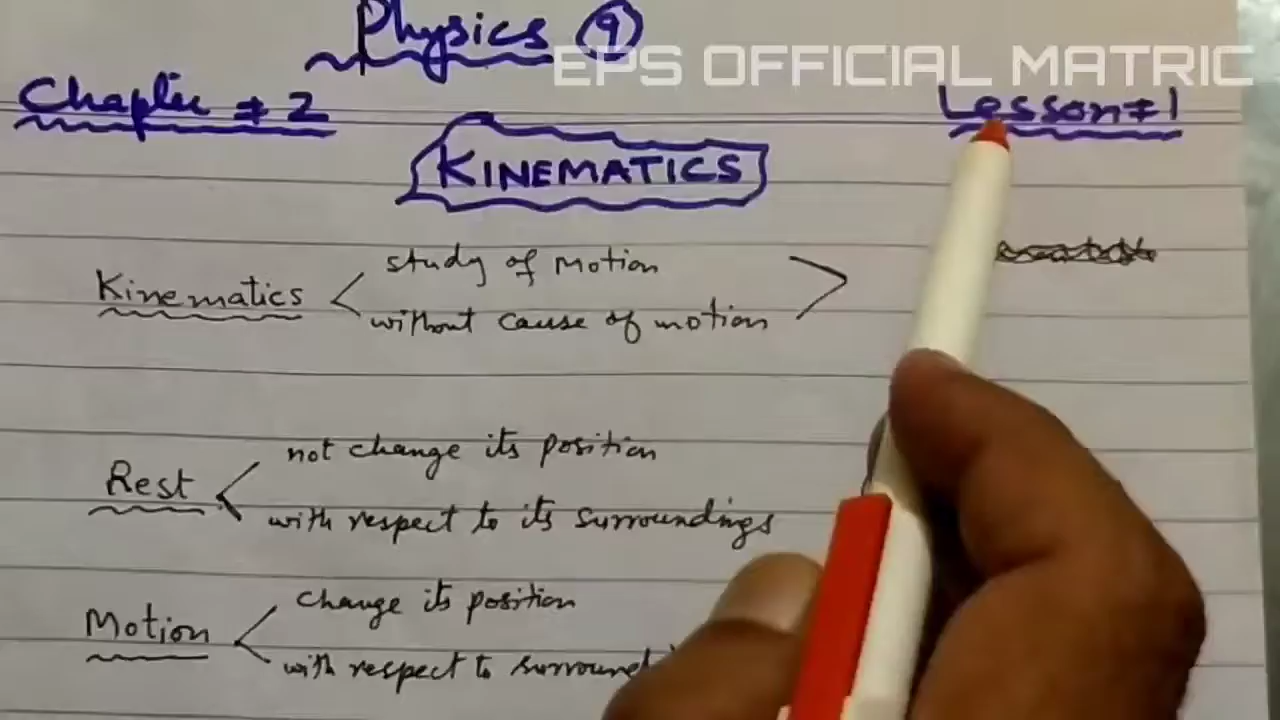 Physics 9
EPS OFFICIAL MATRIC
Chapter # 2
Lesson # 1
KINEMATICS
Kinematics
study of Motion
without cause of motion
Rest
not change its position
with respect to its surroundings
Motion
change its position
with respect to